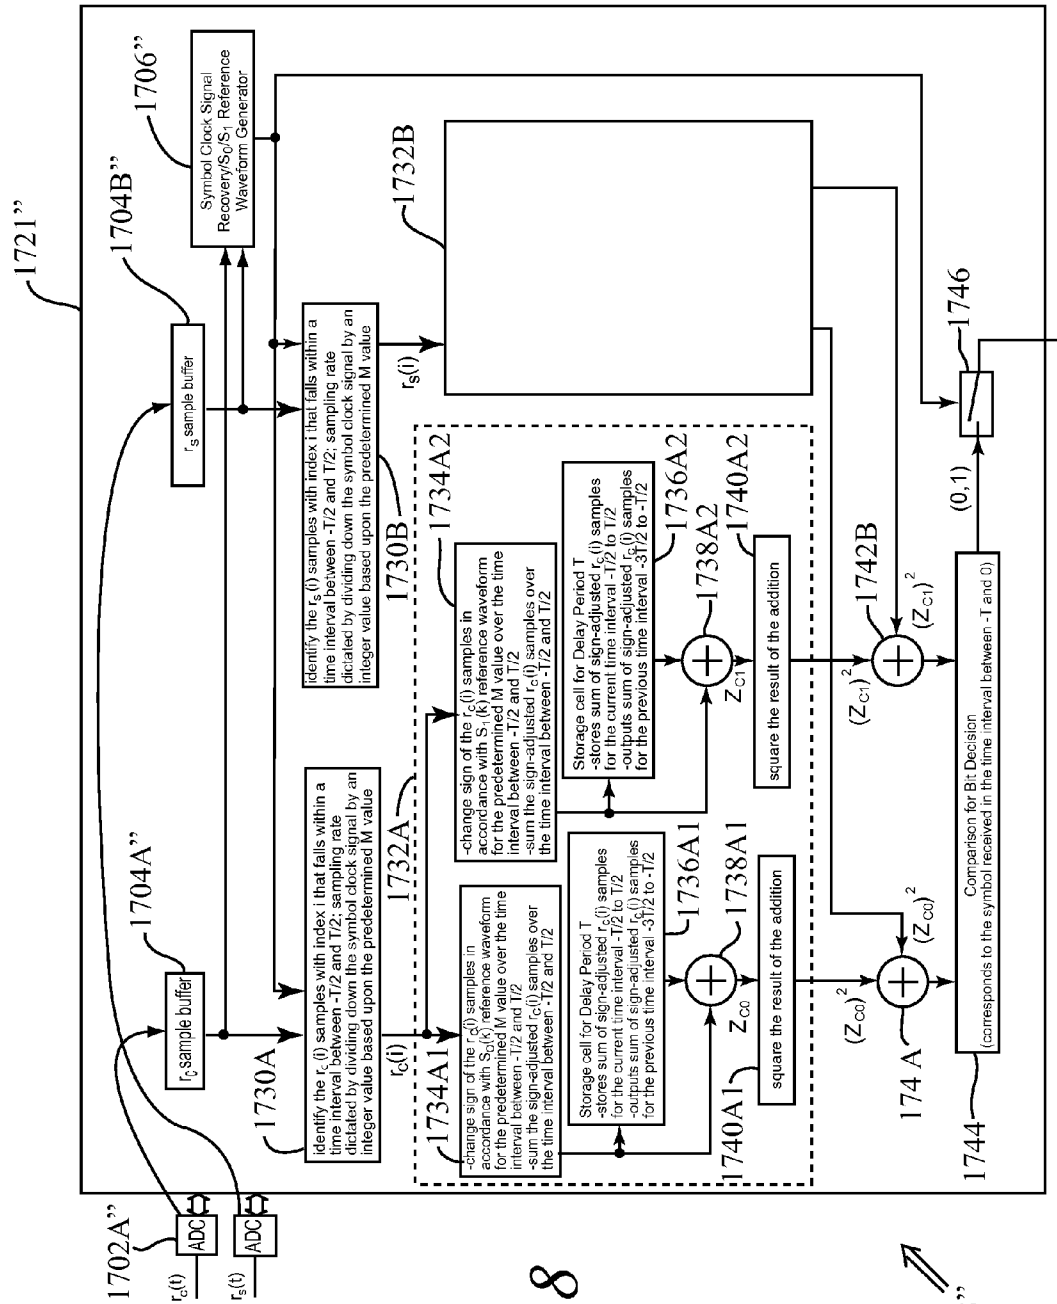 1721”
1706”
Symbol Clock Signal
Recovery/S0/S1 Reference
Waveform Generator
1704B”
rs sample buffer
1704A”
rc sample buffer
1702A”
ADC
rc(t)
ADC
rs(t)
1730A
identify the rc(i) samples with index i that falls within a
time interval between -T/2 and T/2; sampling rate
dictated by dividing down the symbol clock signal by an
integer value based upon the predetermined M value
rc(i)
identify the rs(i) samples with index i that falls within a
time interval between -T/2 and T/2; sampling rate
dictated by dividing down the symbol clock signal by an
integer value based upon the predetermined M value
1730B
rs(i)
1732B
1732A
1734A1
-change sign of the rc(i) samples in
accordance with S0(k) reference waveform
for the predetermined M value over the time
interval between -T/2 and T/2
-sum the sign-adjusted rc(i) samples over
the time interval between -T/2 and T/2
1734A2
-change sign of the rc(i) samples in
accordance with S1(k) reference waveform
for the predetermined M value over the time
interval between -T/2 and T/2
-sum the sign-adjusted rc(i) samples over
the time interval between -T/2 and T/2
Storage cell for Delay Period T
-stores sum of sign-adjusted rc(i) samples
for the current time interval -T/2 to T/2
-outputs sum of sign-adjusted rc(i) samples
for the previous time interval -3T/2 to -T/2
1736A1
Storage cell for Delay Period T
-stores sum of sign-adjusted rc(i) samples
for the current time interval -T/2 to T/2
-outputs sum of sign-adjusted rc(i) samples
for the previous time interval -3T/2 to -T/2
1736A2
+
1738A1
ZC0
+
1738A2
ZC1
1740A1
square the result of the addition
square the result of the addition
1740A2
(ZC0)2
+
(ZC0)2
174 A
(ZC1)2
+
(ZC1)2
1742B
1744
Comparison for Bit Decision
(corresponds to the symbol received in the time interval between -T and 0)
(0,1)
1746
8
”